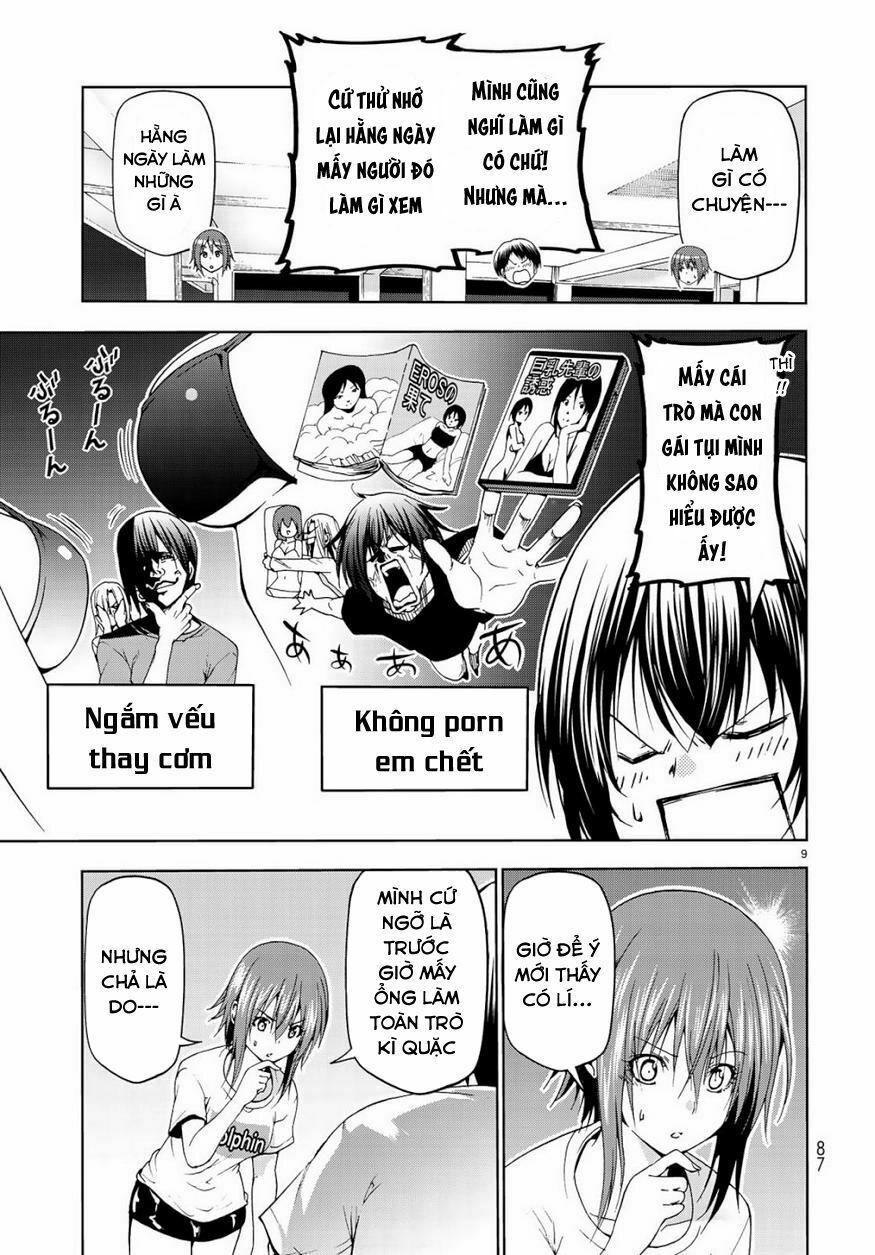 LÀM
GÌ CÓ
CHUYỆN---
MÌNH CŨNG
NGHĨ LÀM GÌ
CÓ CHỨ!
NHƯNG MÀ...
CỨ THỬ NHỚ
LẠI HẰNG NGÀY
MẤY NGƯỜI ĐÓ
LÀM GÌ XEM
HẰNG
NGÀY LÀM
NHỮNG
GÌ À
THÌ
!!
MẤY CÁI
TRÒ MÀ CON
GÁI TỤI MÌNH
KHÔNG SAO
HIỂU ĐƯỢC
ẤY!
巨乳先輩の
誘惑
EROSの
果て
ぶるーん
ぶるーん
あぁあぁ
Không porn
em chết
Ngắm vếu
thay cơm
9
GIỜ ĐỂ Ý
MỚI THẤY
CÓ LÍ...
MÌNH CỨ
NGỠ LÀ
TRƯỚC
GIỜ MẤY
ỔNG LÀM
TOÀN TRÒ
KÌ QUẶC
NHƯNG
CHẢ LÀ
DO---
olphin
87